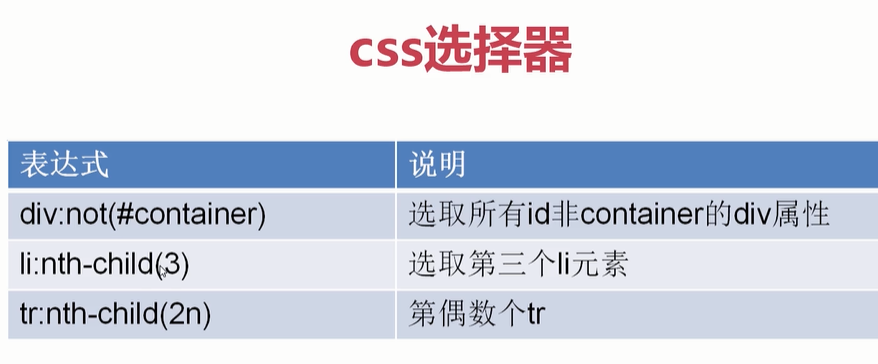 css选择器
表达式 说明
div:not(#container) 选取所有id非container的div属性
li:nth-child(3) 选取第三个li元素
tr:nth-child(2n) 第偶数个tr